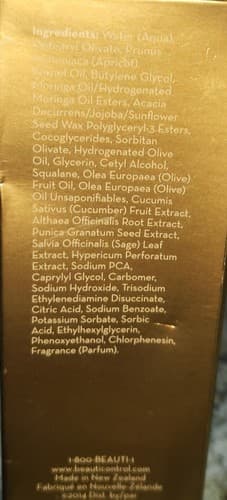 Ingredients: Water (Aqua),
Cetearyl Olivate, Prunus
Armeniaca (Apricot)
Kernel Oil, Butylene Glycol,
Moringa Oil/Hydrogenated
Moringa Oil Esters, Acacia
Decurrens/Jojoba/Sunflower
Seed Wax Polyglyceryl-3 Esters,
Cocoglycerides, Sorbitan
Olivate, Hydrogenated Olive
Oil, Glycerin, Cetyl Alcohol,
Squalane, Olea Europaea (Olive)
Fruit Oil, Olea Europaea (Olive)
Oil Unsaponifiables, Cucumis
Sativus (Cucumber) Fruit Extract,
Althaea Officinalis Root Extract,
Punica Granatum Seed Extract,
Salvia Officinalis (Sage) Leaf
Extract, Hypericum Perforatum
Extract, Sodium PCA,
Caprylyl Glycol, Carbomer,
Sodium Hydroxide, Trisodium
Ethylenediamine Disuccinate,
Citric Acid, Sodium Benzoate,
Potassium Sorbate, Sorbic
Acid, Ethylhexylglycerin,
Phenoxyethanol, Chlorphenesin,
Fragrance (Parfum).
1-800-BEAUTI-1
www.beauticontrol.com
Made in New Zealand
Fabriqué en Nouvelle-Zélande
©2014 Dist. by/par